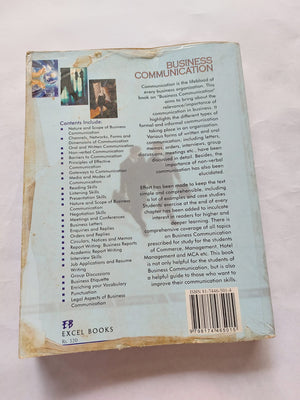 BUSINESS
COMMUNICATION
Communication is the lifeblood of
every business organisation. This
book on "Business Communication"
aims to bring about the
relevance/importance of
communication in business. It
highlights the different types of
formal and informal communication
taking place in an organisation.
Various forms of written and oral
communication including letters,
memos, orders, interviews, group
discussions, etiquettes, etc., have been
discussed in detail. Besides, the
importance of non-verbal
communication has also been
elucidated.
Effort has been made to keep the text
simple and comprehensive, including
a lot of examples and case studies.
Students' exercise at the end of every
chapter has been added to inculcate
interest in readers for higher and
deeper learning. There is
comprehensive coverage of all topics
on Business Communication
prescribed for study for the students
of Commerce, Management, Hotel
Management and MCA etc. This book
is not only helpful for the students of
Business Communication, but is also
a helpful guide to those who want to
improve their communication skills.
Contents Include:
Nature and Scope of Business
Communication
Channels, Networks, Forms and
Dimensions of Communication
Oral and Written Communication
Non-verbal Communication
Barriers to Communication
Principles of Effective
Communication
Gateways to Communication
Media and Modes of
Communication
Reading Skills
Listening Skills
Presentation Skills
Nature and Scope of Business
Communication
Negotiation Skills
Meetings and Conferences
Business Letters
Enquiries and Replies
Orders and Replies
Circulars, Notices and Memos
Report Writing: Business Reports
Academic Report Writing
Interview Skills
Job Applications and Resume
Writing
Group Discussions
Business Etiquette
Enriching your Vocabulary
Punctuation
Legal Aspects of Business
Communication
EB
EXCEL BOOKS
ISBN 81-7446-501-4
9788174465015